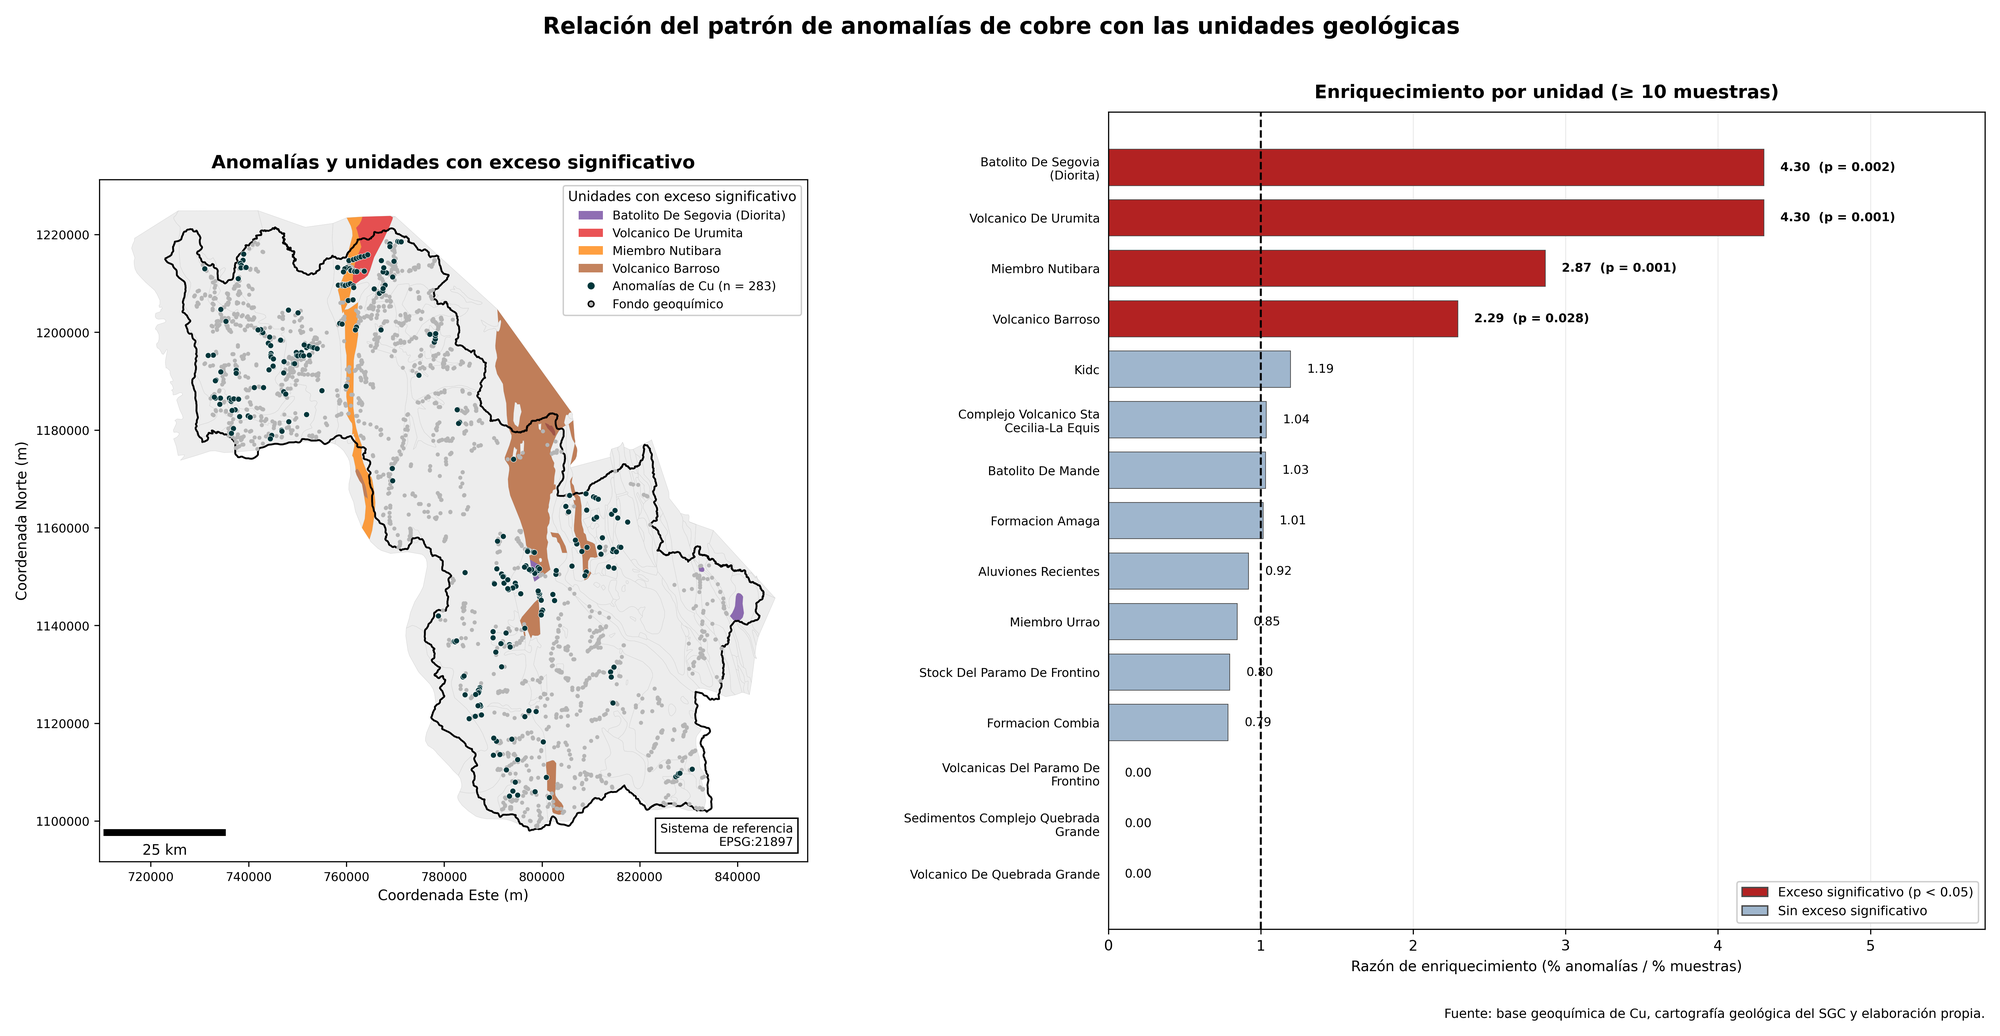 Relación del patrón de anomalías de cobre con las unidades geológicas
Anomalías y unidades con exceso significativo
Unidades con exceso significativo
Batolito De Segovia (Diorita)
Volcanico De Urumita
Miembro Nutibara
Volcanico Barroso
Anomalías de Cu (n = 283)
Fondo geoquímico
Coordenada Norte (m)
1220000
1200000
1180000
1160000
1140000
1120000
1100000
25 km
Sistema de referencia
EPSG:21897
720000 740000 760000 780000 800000 820000 840000
Coordenada Este (m)
Enriquecimiento por unidad (≥ 10 muestras)
Batolito De Segovia
(Diorita)
4.30 (p = 0.002)
Volcanico De Urumita
4.30 (p = 0.001)
Miembro Nutibara
2.87 (p = 0.001)
Volcanico Barroso
2.29 (p = 0.028)
Kidc
1.19
Complejo Volcanico Sta
Cecilia-La Equis
1.04
Batolito De Mande
1.03
Formacion Amaga
1.01
Aluviones Recientes
0.92
Miembro Urrao
0.85
Stock Del Paramo De Frontino
0.80
Formacion Combia
0.79
Volcanicas Del Paramo De
Frontino
0.00
Sedimentos Complejo Quebrada
Grande
0.00
Volcanico De Quebrada Grande
0.00
Exceso significativo (p < 0.05)
Sin exceso significativo
0 1 2 3 4 5
Razón de enriquecimiento (% anomalías / % muestras)
Fuente: base geoquímica de Cu, cartografía geológica del SGC y elaboración propia.